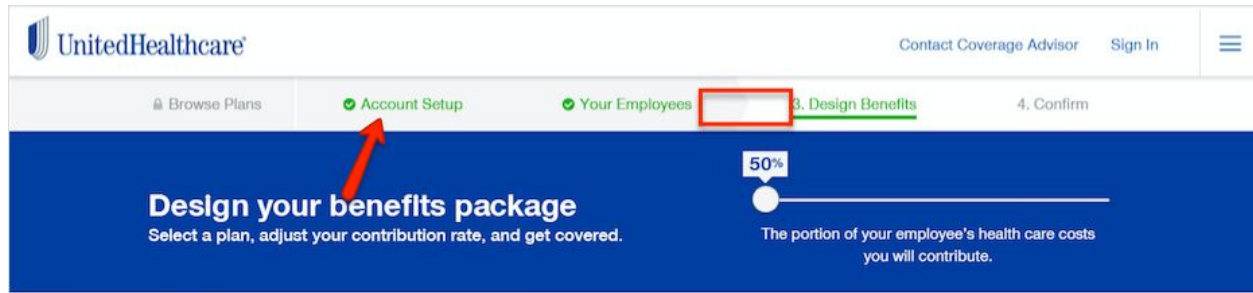 UnitedHealthcare®
Contact Coverage Advisor Sign In
Browse Plans Account Setup Your Employees 3. Design Benefits 4. Confirm
50%
Design your benefits package
Select a plan, adjust your contribution rate, and get covered.
The portion of your employee's health care costs
you will contribute.